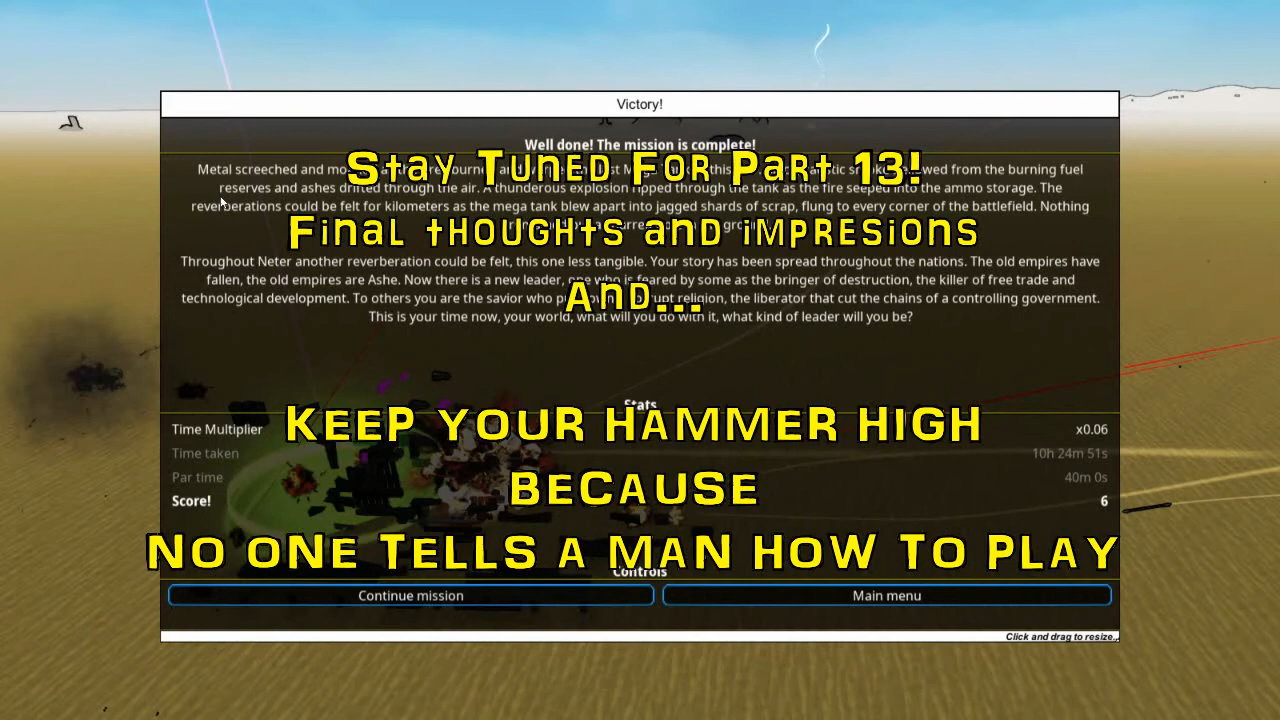 Victory!
Well done! The mission is complete!
Stay Tuned For Part 13!
Metal screeched and
from the burning fuel
reserves and ashes drifted through the air. A thunderous explosion ripped through the tank as the fire seeped into the ammo storage. The
reverberations could be felt for kilometers as the mega tank blew apart into jagged shards of scrap, flung to every corner of the battlefield. Nothing
Final thoughts and impresions
Throughout Neter another reverberation could be felt, this one less tangible. Your story has been spread throughout the nations. The old empires have
fallen, the old empires are Ashe. Now there is a new leader, one who is feared by some as the bringer of destruction, the killer of free trade and
technological development. To others you are the savior who religion, the liberator that cut the chains of a controlling government.
And...
This is your time now, your world, what will you do with it, what kind of leader will you be?
Stats
Keep your hammer high
Time Multiplier x0.06
Time taken 10h 24m 51s
Par time 40m 0s
because
Score! 6
No one tells a man how to play
Controls
Continue mission Main menu
Click and drag to resize..